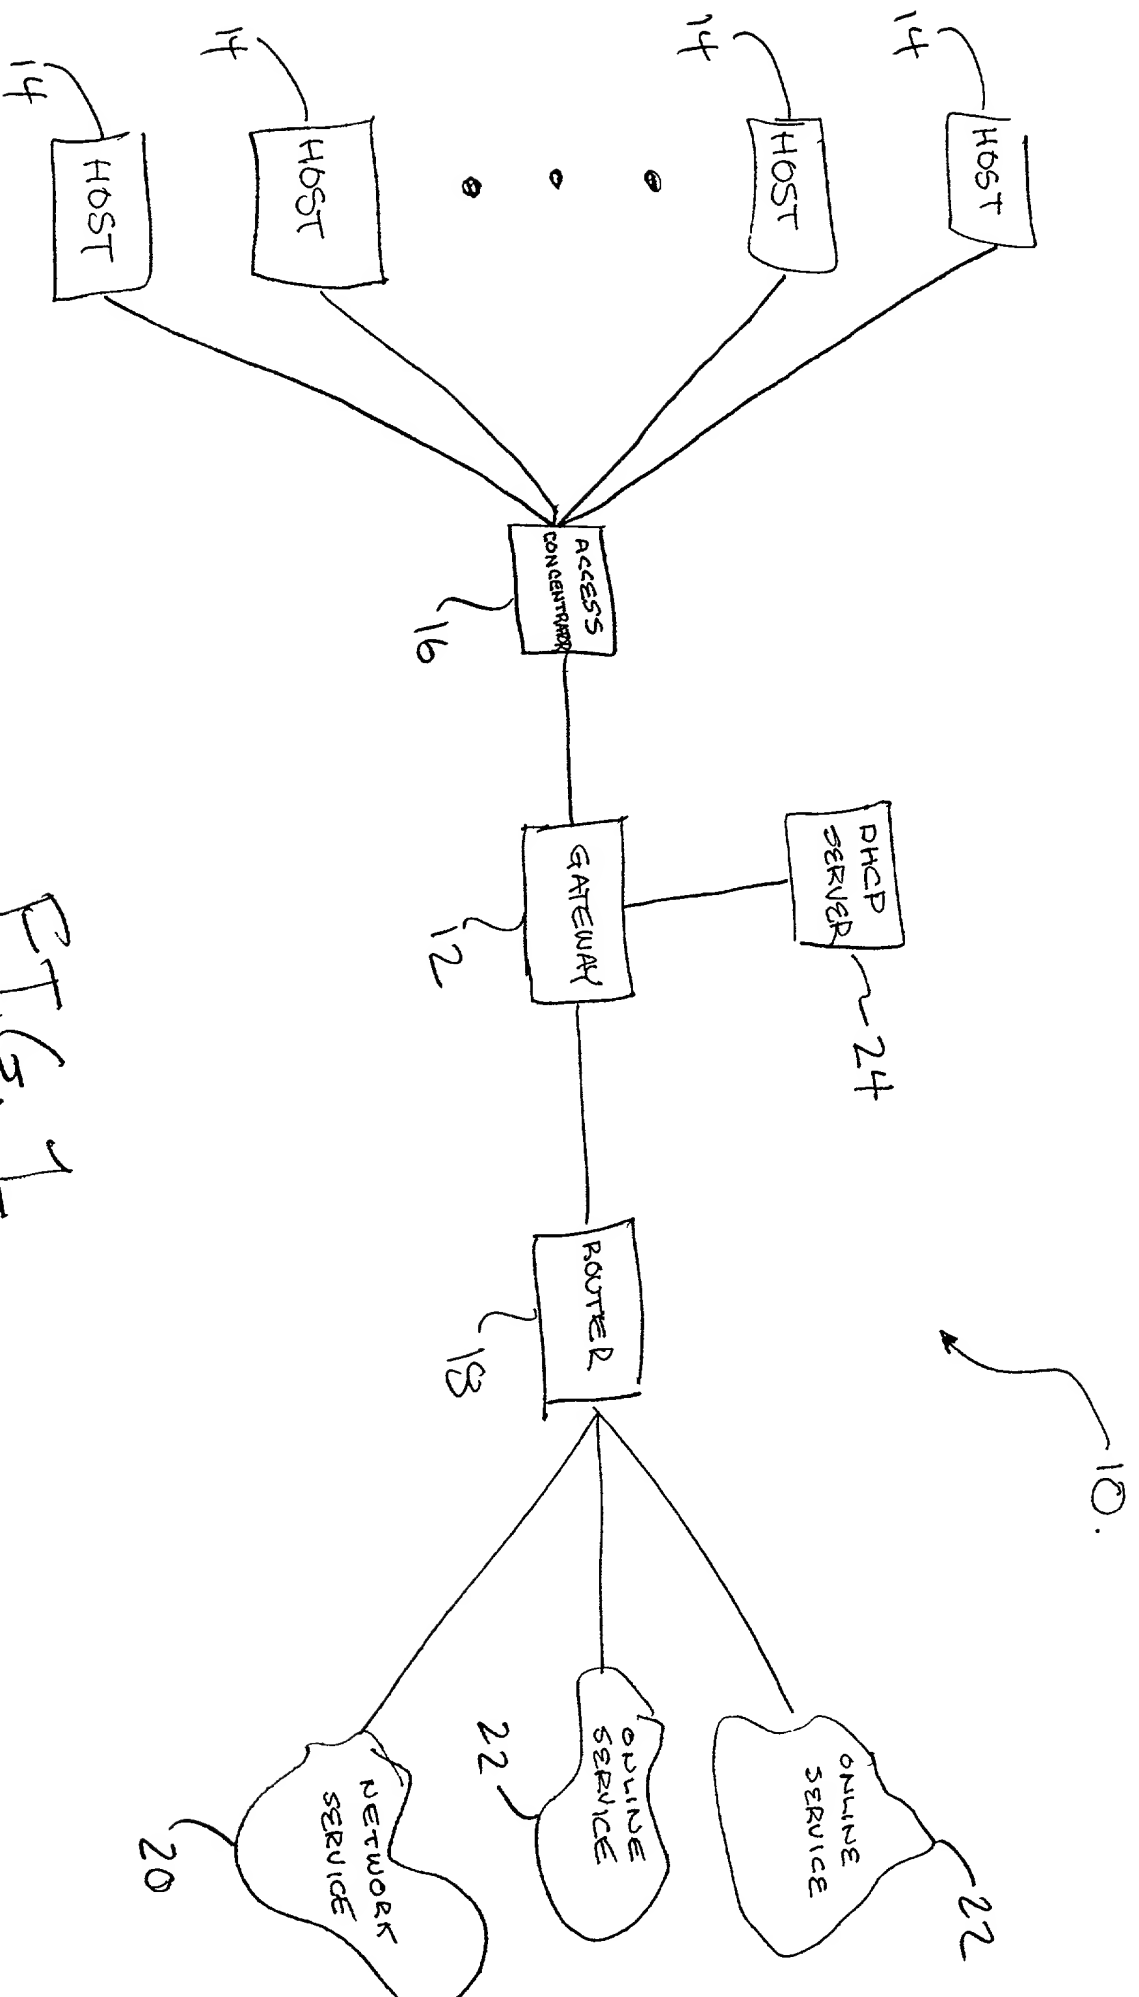 10.
14
HOST
14
HOST
14
HOST
14
HOST
ACCESS
CONCENTRATOR
16
DHCP
SERVER
24
GATEWAY
12
ROUTER
18
ONLINE
SERVICE
22
ONLINE
SERVICE
22
NETWORK
SERVICE
20
FIG. 1